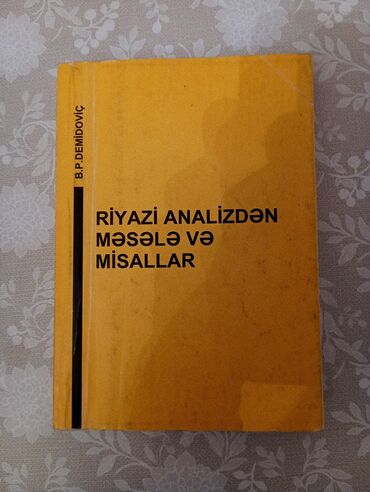 B.P.DEMİDOVİÇ
RİYAZİ ANALİZDƏN
MƏSƏLƏ VƏ
MİSALLAR